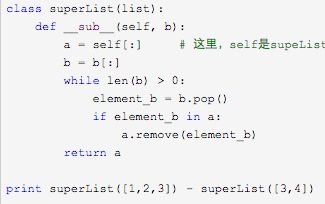 class superList(list):
    def __sub__(self, b):
        a = self[:]     # 这里，self是supeList
        b = b[:]
        while len(b) > 0:
            element_b = b.pop()
            if element_b in a:
                a.remove(element_b)
        return a
print superList([1,2,3]) - superList([3,4])